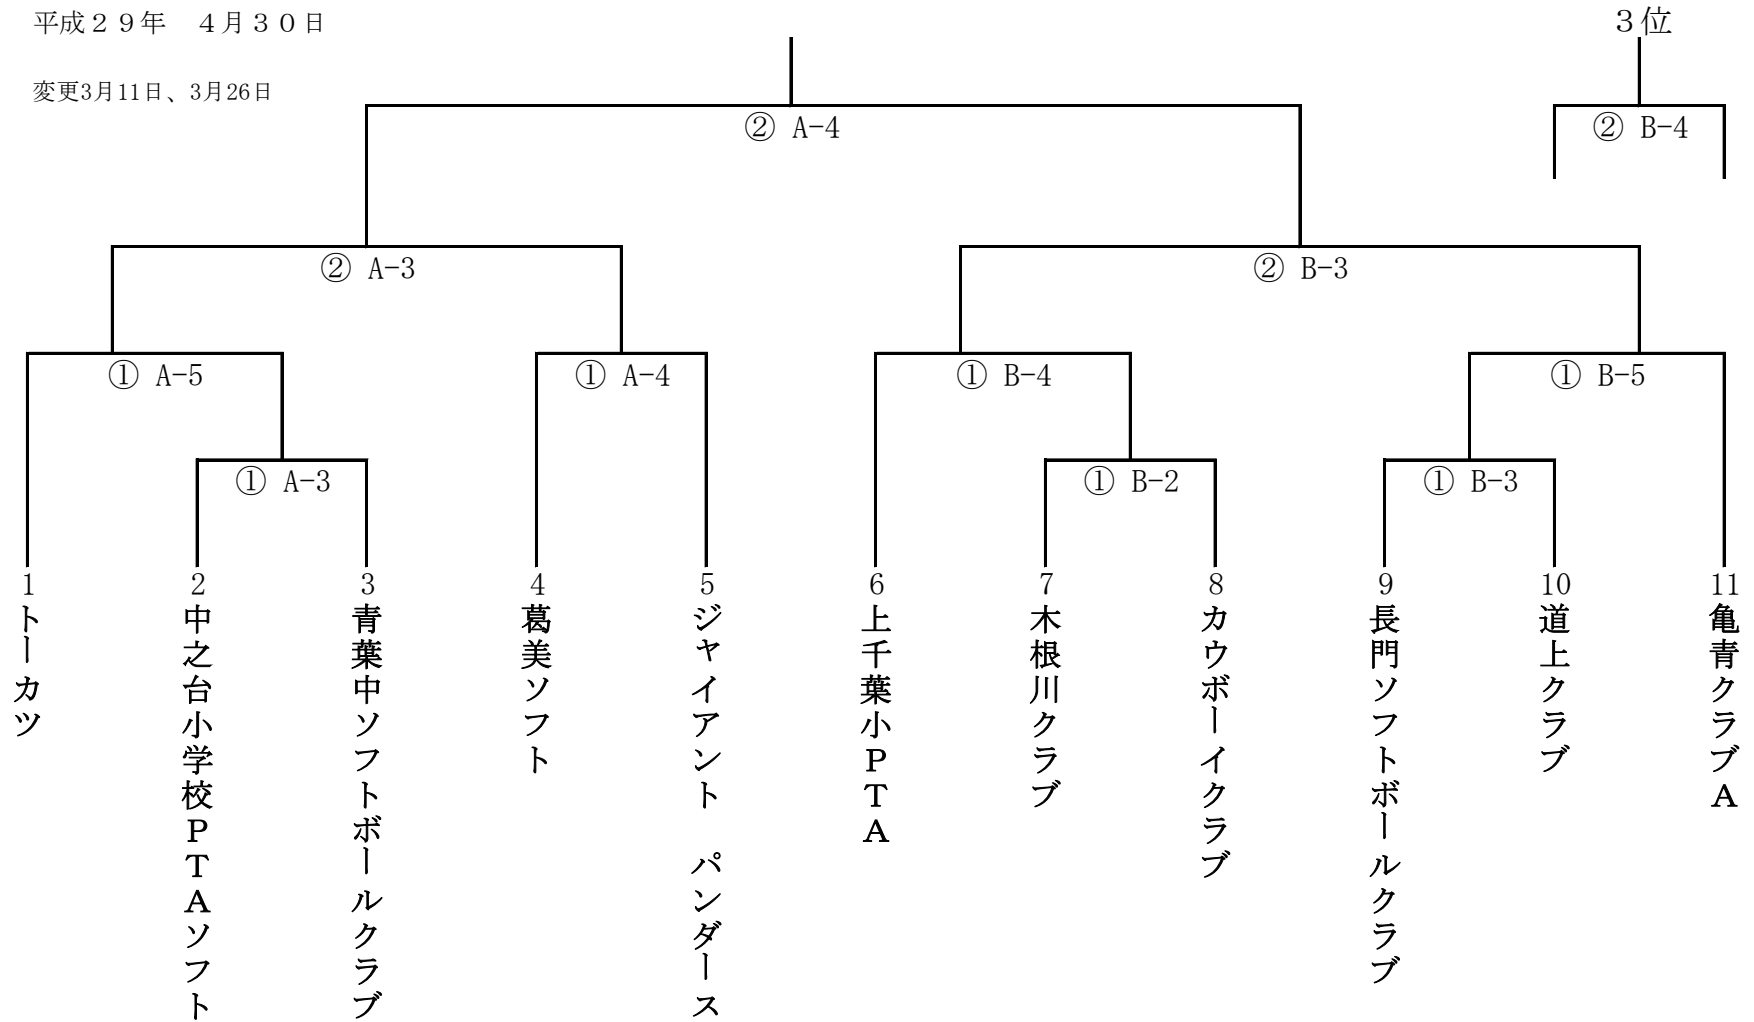 平成２９年　４月３０日
３位
変更3月11日、3月26日
② A-4
② B-4
② A-3
② B-3
① A-5
① A-4
① B-4
① B-5
① A-3
① B-2
① B-3
1
トーカツ
2
中之台小学校ＰＴＡソフト
3
青葉中ソフトボールクラブ
4
葛美ソフト
5
ジャイアント　パンダース
6
上千葉小ＰＴＡ
7
木根川クラブ
8
カウボーイクラブ
9
長門ソフトボールクラブ
10
道上クラブ
11
亀青クラブＡ